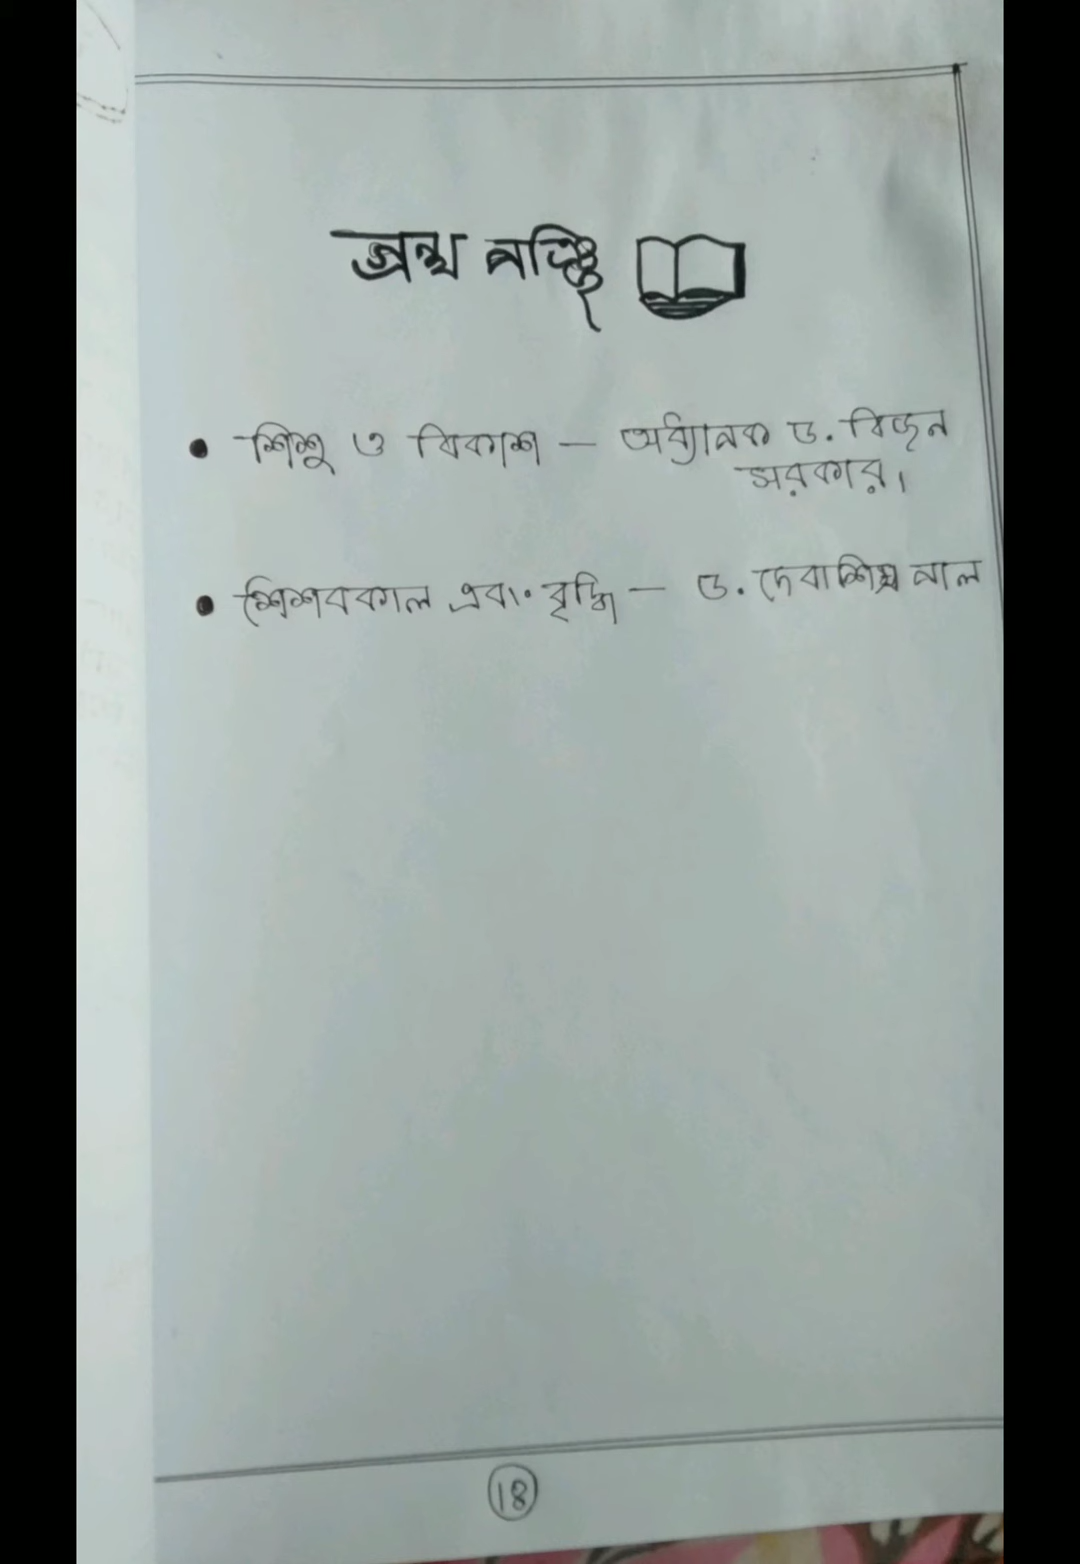 গ্রন্থ পঞ্জি
• শিশু ও বিকাশ – অধ্যাপক ড. বিজন
সরকার।
• শৈশবকাল এবং বৃদ্ধি – ড. দেবাশিষ পাল
18